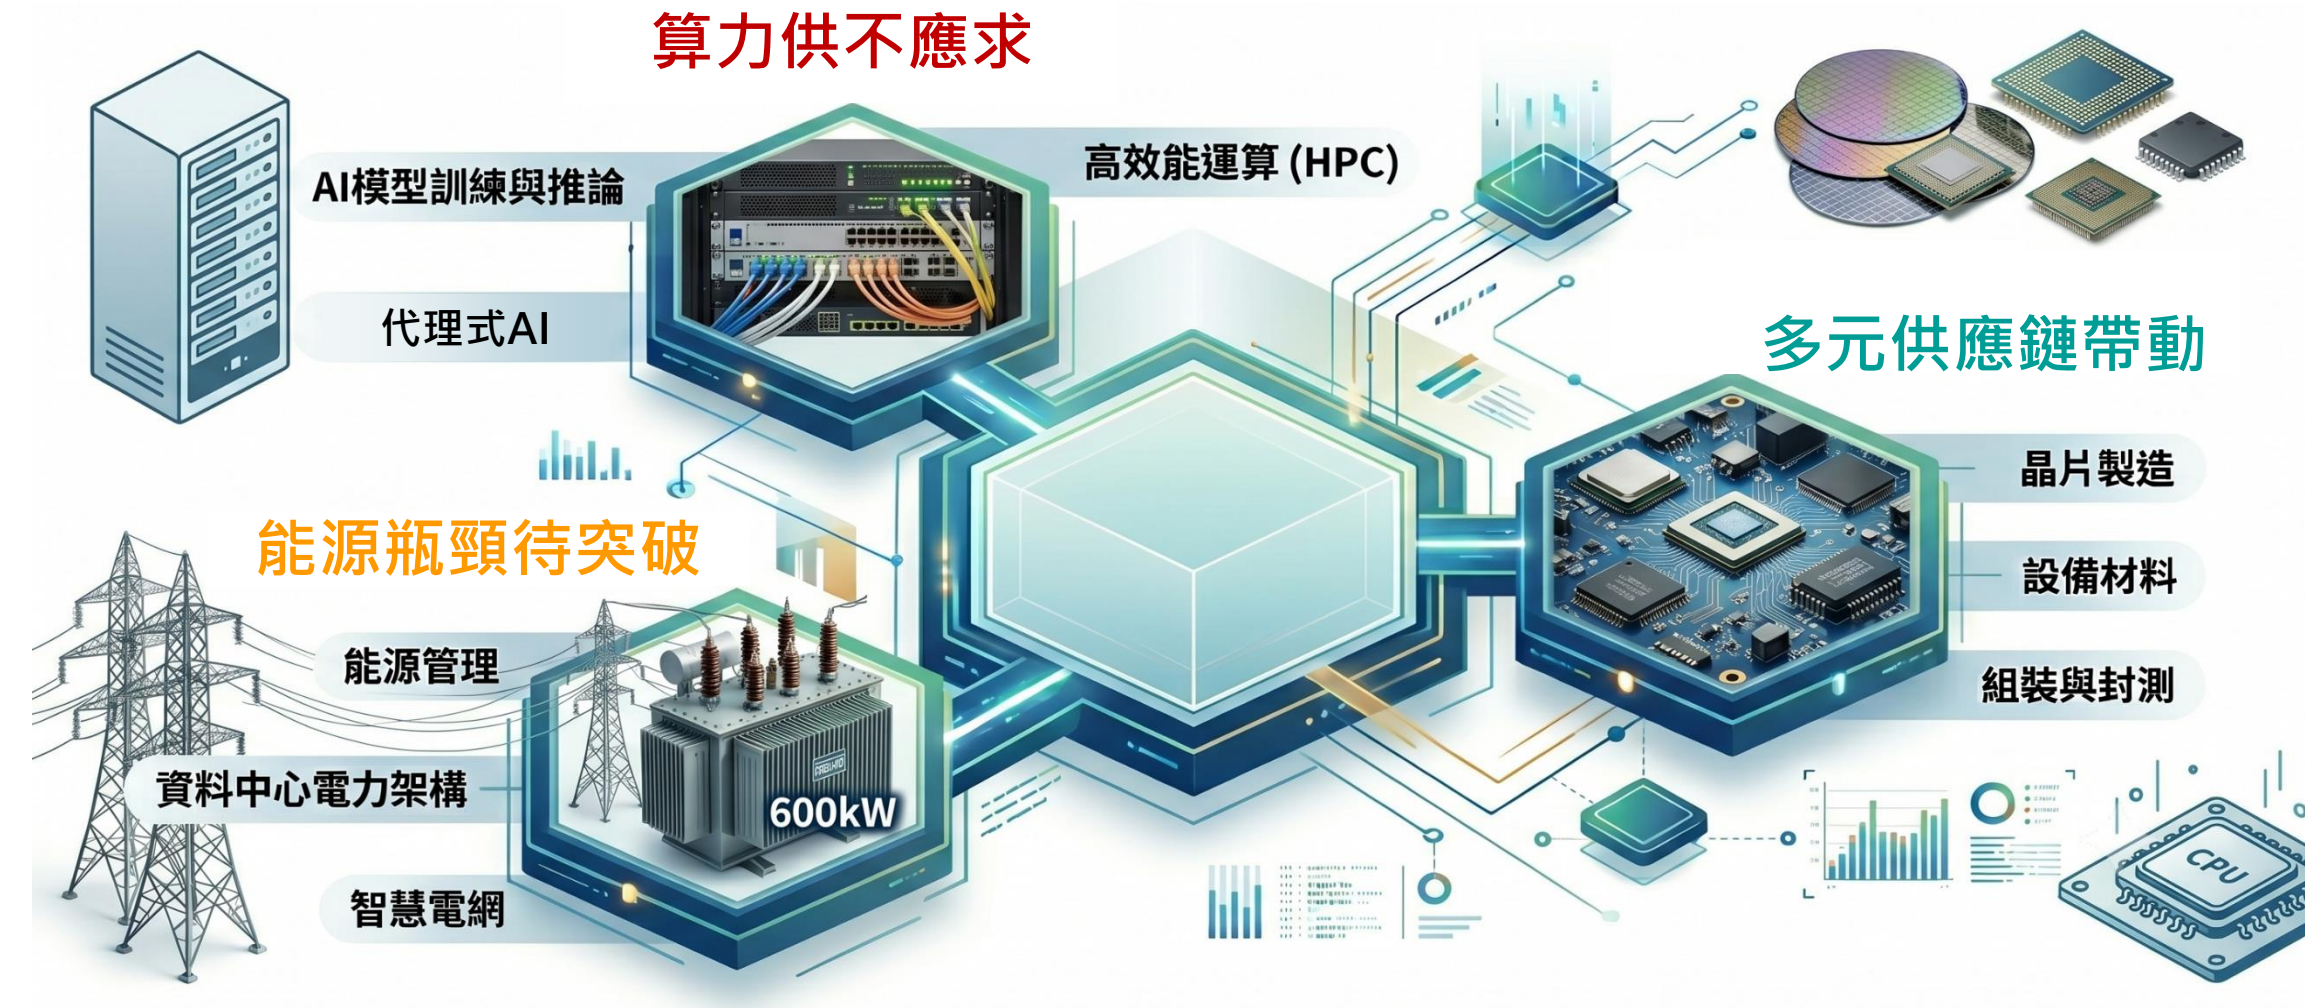 算力供不應求
AI模型訓練與推論
高效能運算 (HPC)
代理式AI
多元供應鏈帶動
晶片製造
設備材料
組裝與封測
能源瓶頸待突破
能源管理
資料中心電力架構
智慧電網
600kW
CPU